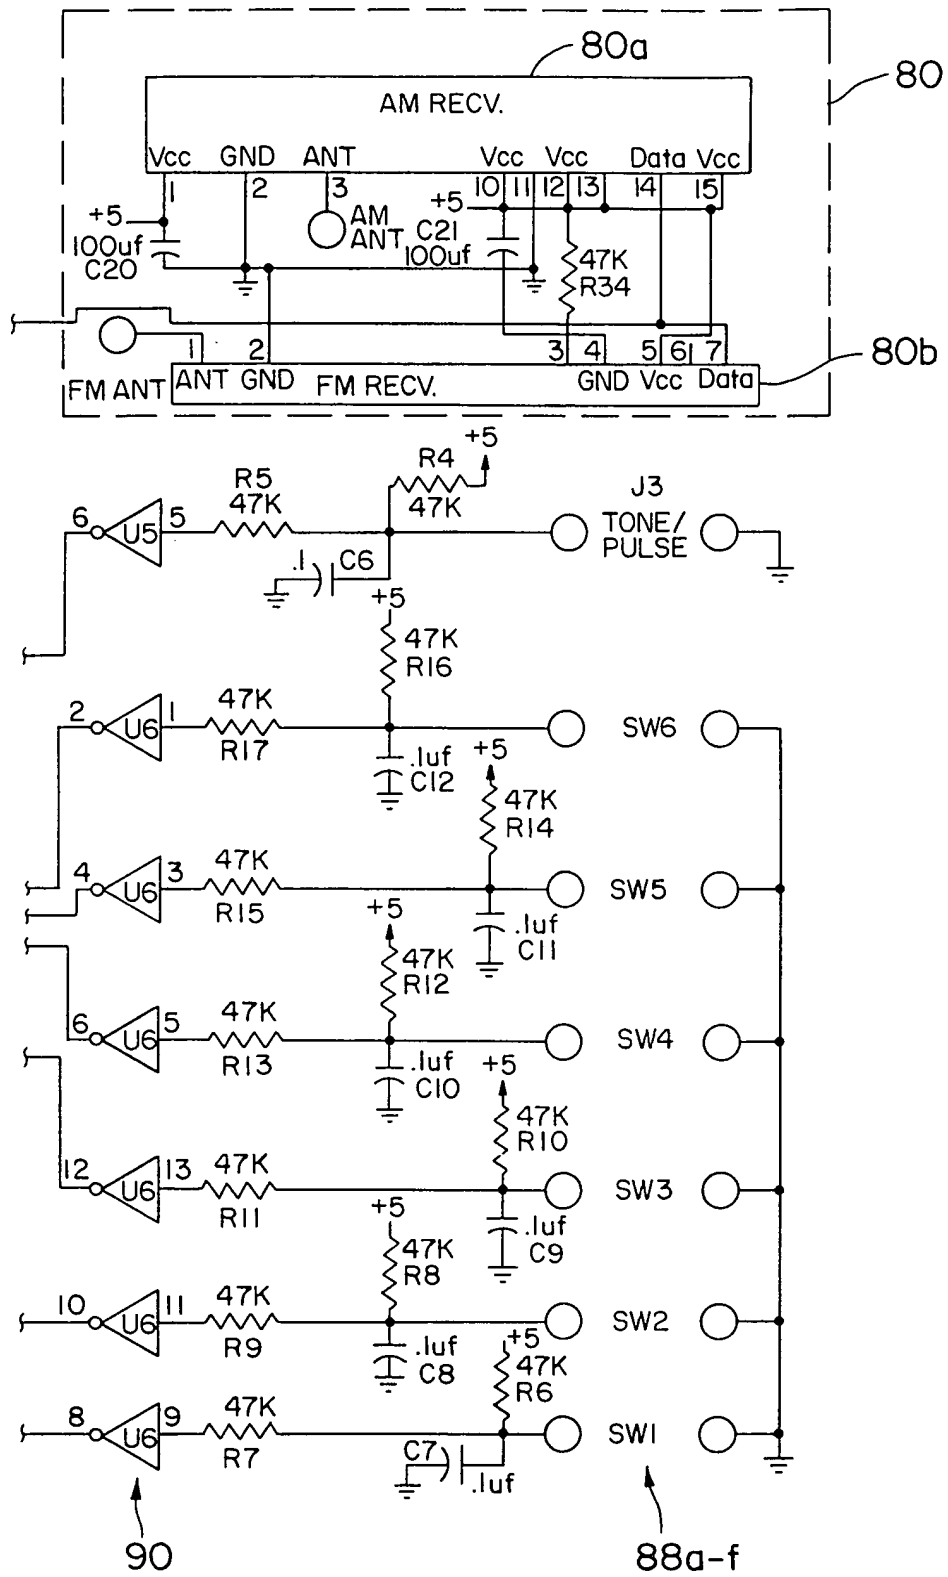 80a
80
AM RECV.
Vcc GND ANT Vcc Vcc Data Vcc
1 2 3 10 11 12 13 14 15
+5 AM ANT +5
100uf C20
C21 100uf
47K R34
1 2 3 4 5 6 7
80b
FM ANT ANT GND FM RECV. GND Vcc Data
+5
R4
47K
R5
47K
J3
TONE/
PULSE
6 U5 5
.1 C6
+5
47K
R16
47K
2 U6 1
R17
SW6
.1uf
C12
+5
47K
R14
47K
4 U6 3
R15
SW5
+5
.1uf
C11
47K
R12
47K
6 U6 5
R13
SW4
.1uf
C10
+5
47K
R10
47K
12 U6 13
R11
SW3
+5
.1uf
C9
47K
R8
47K
10 U6 11
R9
SW2
.1uf
C8
+5
47K
R6
47K
8 U6 9
R7
SW1
C7
.1uf
90
88a-f